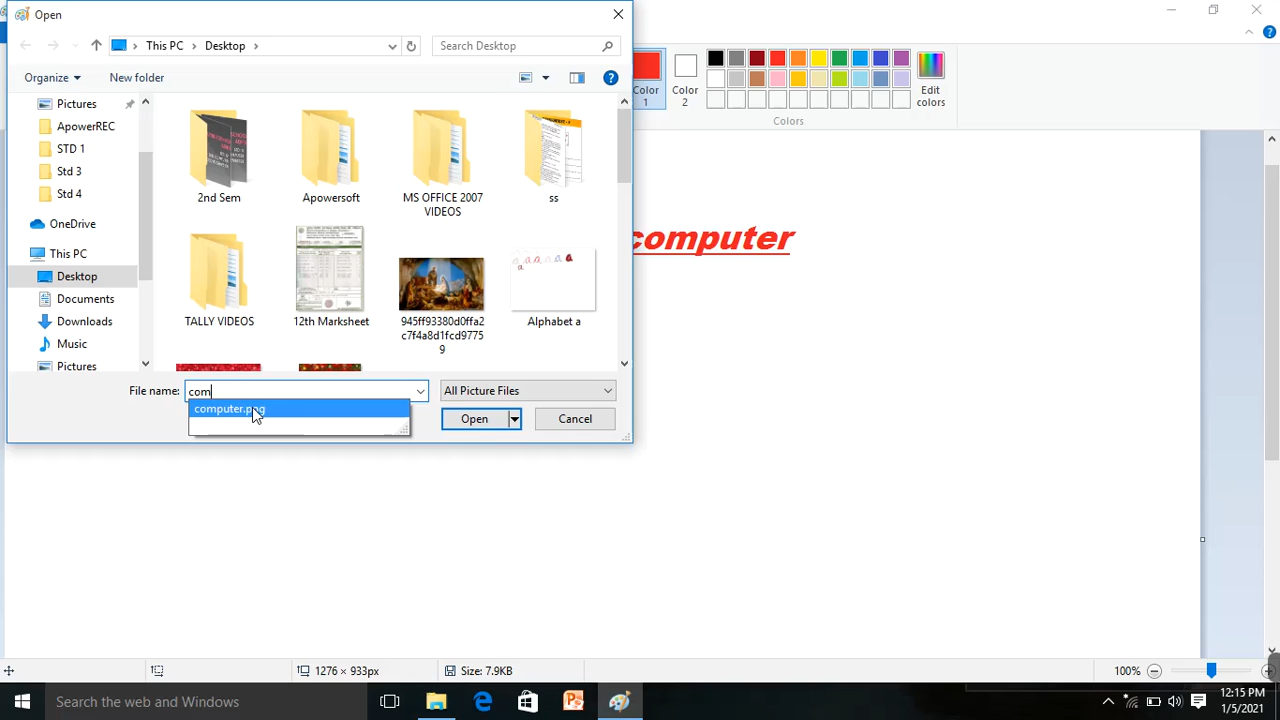 Open
This PC
Desktop
Search Desktop
Organize
New folder
Pictures
ApowerREC
STD 1
Std 3
Std 4
OneDrive
This PC
Desktop
Documents
Downloads
Music
Pictures
2nd Sem
Apowersoft
MS OFFICE 2007
VIDEOS
ss
TALLY VIDEOS
12th Marksheet
945ff93380d0ffa2
c7f4a8d1fcd9775
9
Alphabet a
File name:
com
All Picture Files
computer.png
Open
Cancel
Color
1
Color
2
Edit
colors
Colors
computer
1276 × 933px
Size: 7.9KB
100%
Search the web and Windows
12:15 PM
1/5/2021